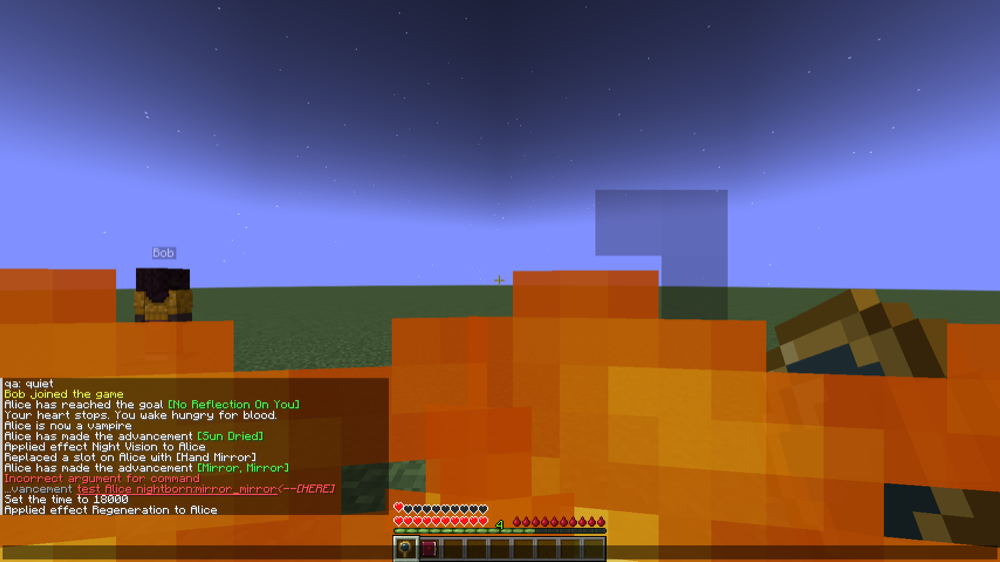 Bob
qa: quiet
Bob joined the game
Alice has reached the goal [No Reflection On You]
Your heart stops. You wake hungry for blood.
Alice is now a vampire
Alice has made the advancement [Sun Dried]
Applied effect Night Vision to Alice
Replaced a slot on Alice with [Hand Mirror]
Alice has made the advancement [Mirror, Mirror]
Incorrect argument for command
...vancement test Alice nightborn:mirror_mirror<--[HERE]
Set the time to 18000
Applied effect Regeneration to Alice
4